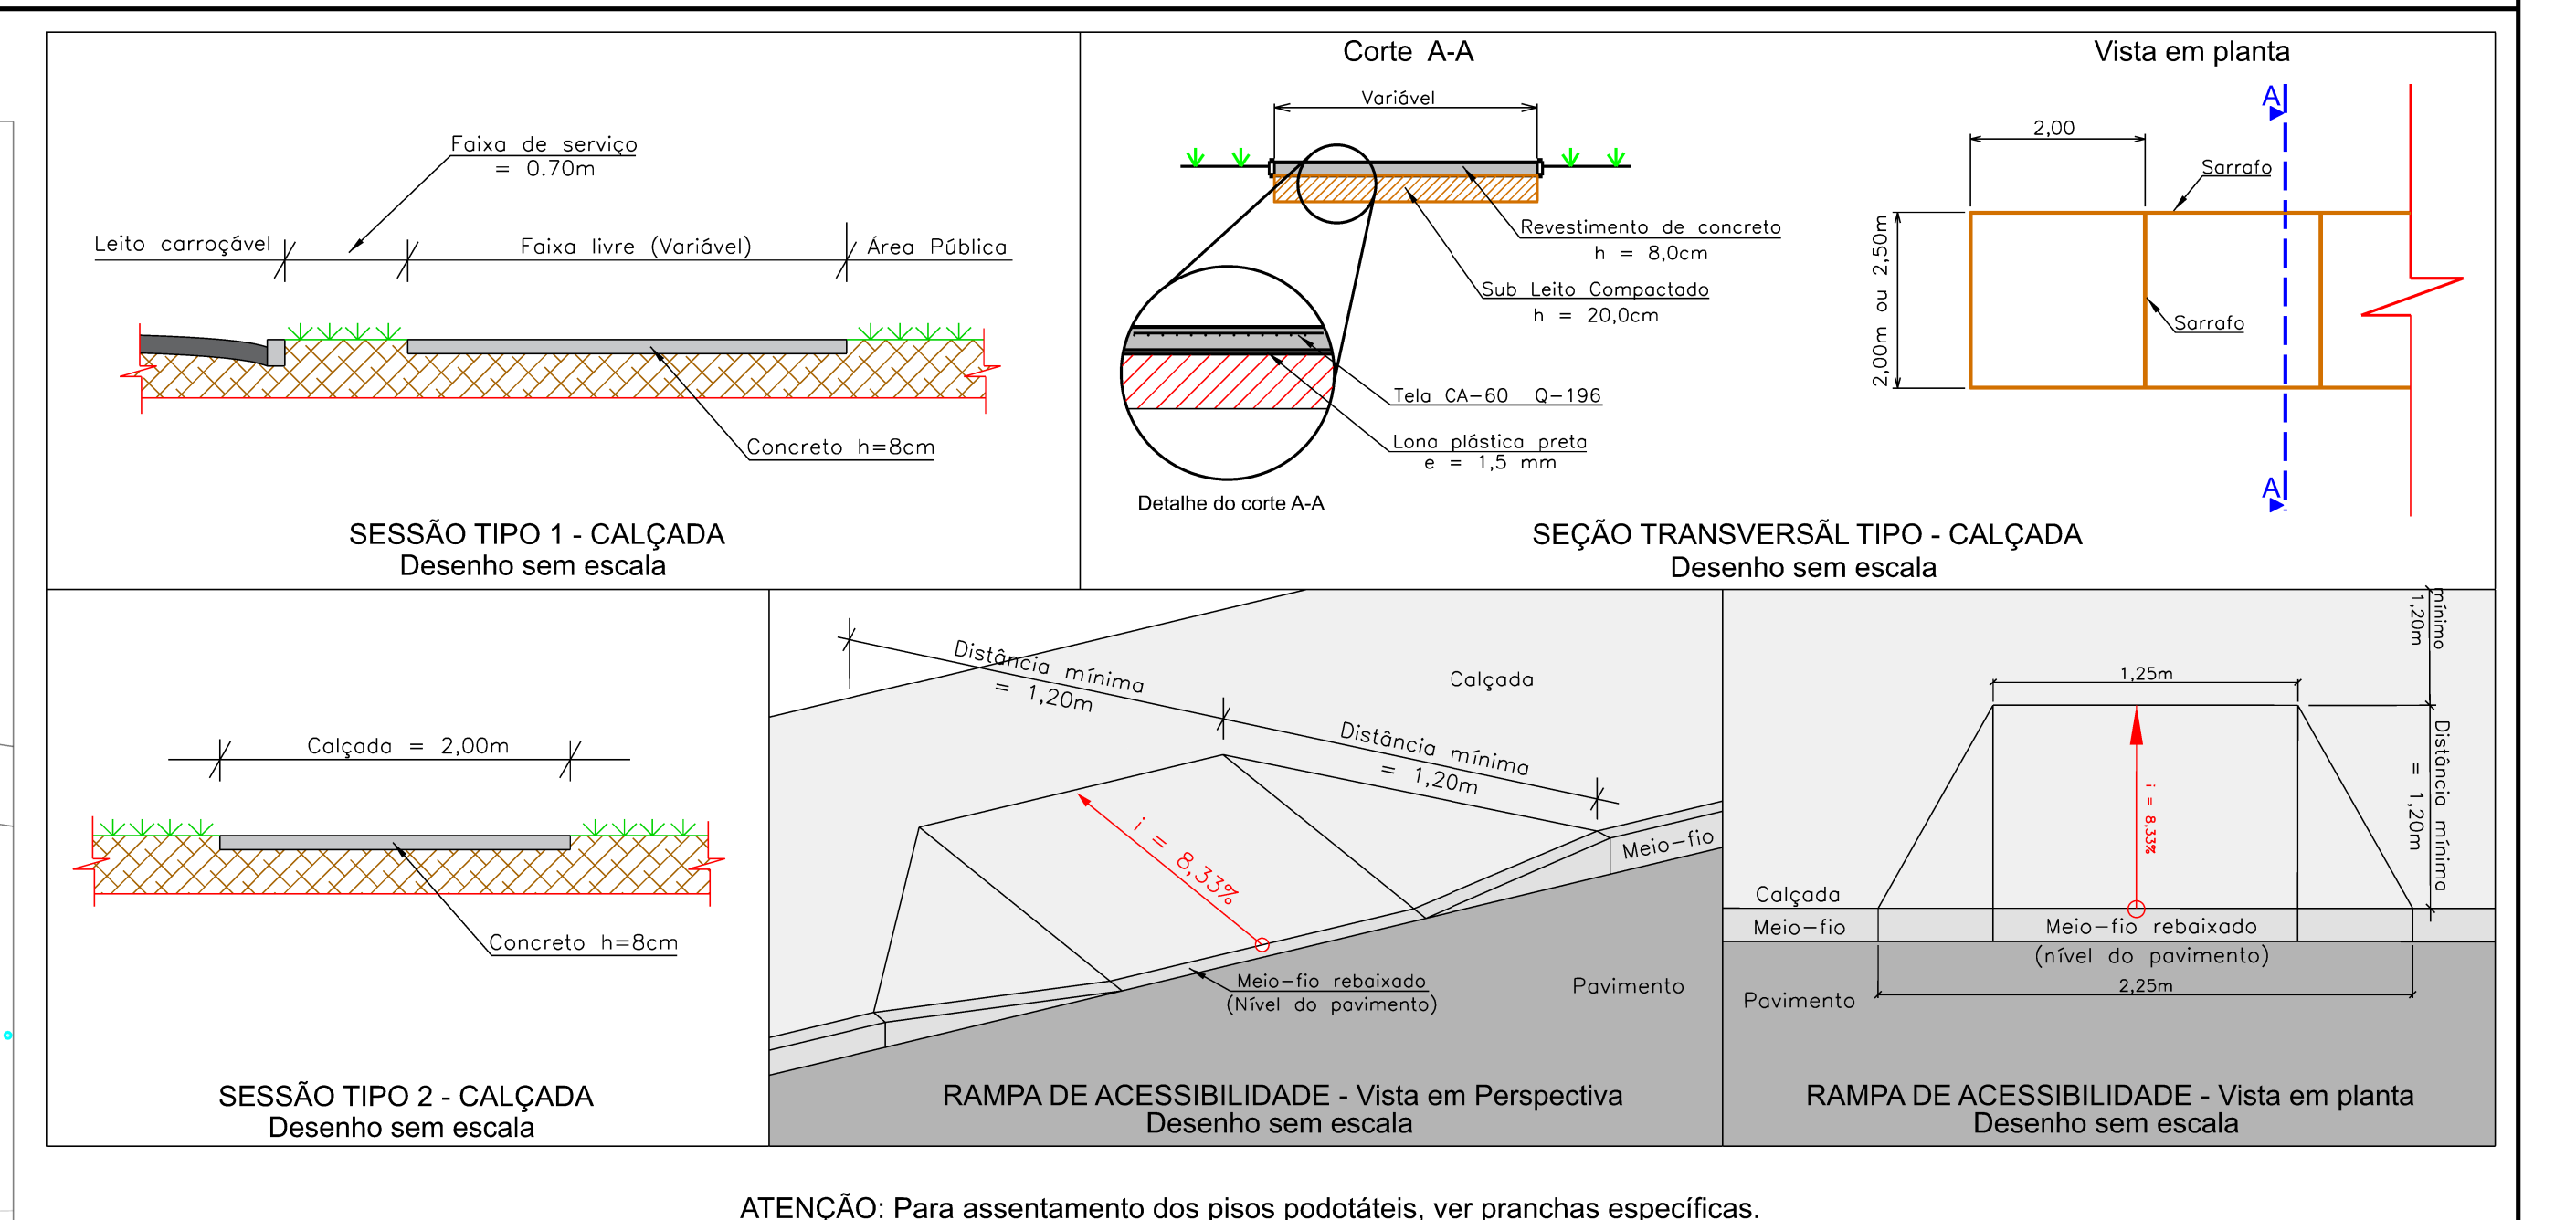 Faixa de serviço
= 0.70m
Leito carroçável
Faixa livre (Variável)
Área Pública
Concreto h=8cm
SESSÃO TIPO 1 - CALÇADA
Desenho sem escala
Corte A-A
Variável
Revestimento de concreto
h = 8,0cm
Sub Leito Compactado
h = 20,0cm
Tela CA-60 Q-196
Lona plástica preta
e = 1,5 mm
Detalhe do corte A-A
Vista em planta
A
2,00
Sarrafo
2,00m ou 2,50m
Sarrafo
A
SEÇÃO TRANSVERSÃL TIPO - CALÇADA
Desenho sem escala
Calçada = 2,00m
Concreto h=8cm
SESSÃO TIPO 2 - CALÇADA
Desenho sem escala
Distância mínima
= 1,20m
Calçada
Distância mínima
= 1,20m
i = 8,33%
Meio-fio
Meio-fio rebaixado
(Nível do pavimento)
Pavimento
RAMPA DE ACESSIBILIDADE - Vista em Perspectiva
Desenho sem escala
mínimo
1,20m
1,25m
Distância mínima
= 1,20m
i = 8,33%
Calçada
Meio-fio
Meio-fio rebaixado
(nível do pavimento)
2,25m
Pavimento
RAMPA DE ACESSIBILIDADE - Vista em planta
Desenho sem escala
ATENÇÃO: Para assentamento dos pisos podotáteis, ver pranchas específicas.